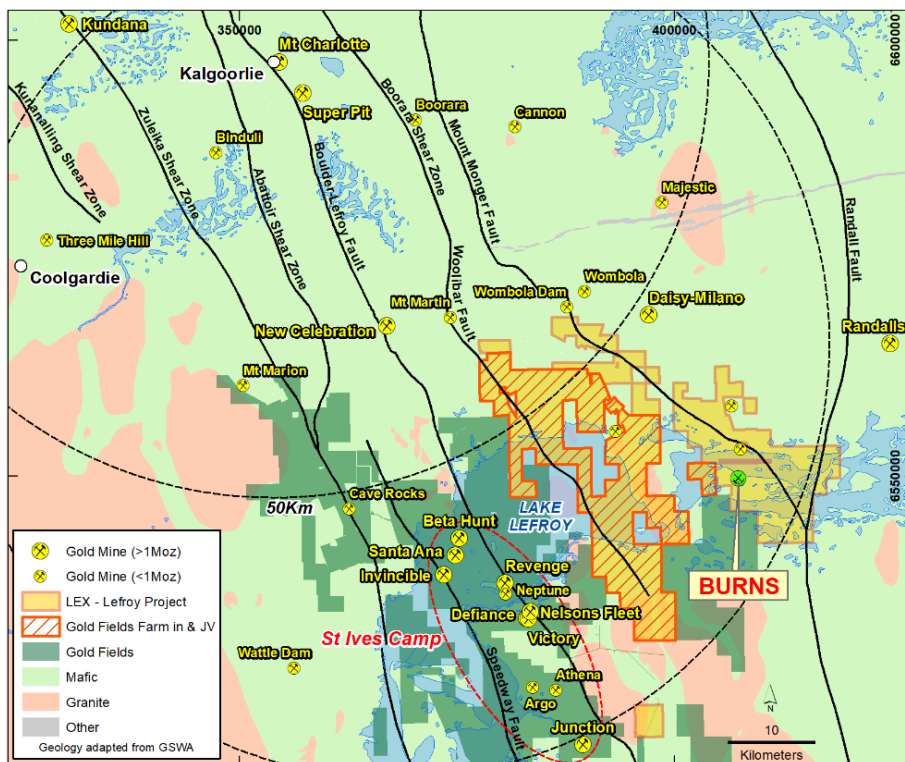 Kundana
350000
400000
6600000
Mt Charlotte
Kalgoorlie
Super Pit
Boorara
Cannon
Kunanalling Shear Zone
Zuleika Shear Zone
Binduli
Abattoir Shear Zone
Boulder-Lefroy Fault
Boorara Shear Zone
Mount Monger Fault
Majestic
Randall Fault
Three Mile Hill
Coolgardie
Woolibar Fault
Wombola
Wombola Dam
Mt Martin
Daisy-Milano
New Celebration
Randalls
Mt Marion
6550000
50Km
Cave Rocks
LAKE
LEFROY
Beta Hunt
Santa Ana
Invincible
Revenge
Neptune
BURNS
Defiance
Nelsons Fleet
Victory
St Ives Camp
Wattle Dam
Speedway Fault
Athena
Argo
Junction
N
10
Kilometers
Gold Mine (>1Moz)
Gold Mine (<1Moz)
LEX - Lefroy Project
Gold Fields Farm in & JV
Gold Fields
Mafic
Granite
Other
Geology adapted from GSWA